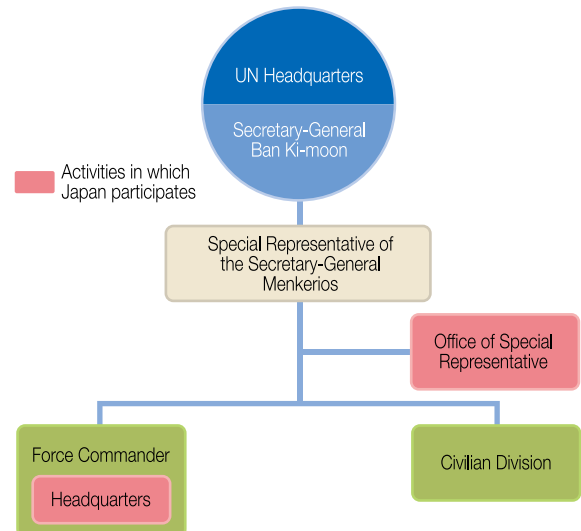 UN Headquarters
Secretary-General
Ban Ki-moon
Activities in which
Japan participates
Special Representative of
the Secretary-General
Menkerios
Office of Special
Representative
Force Commander
Headquarters
Civilian Division